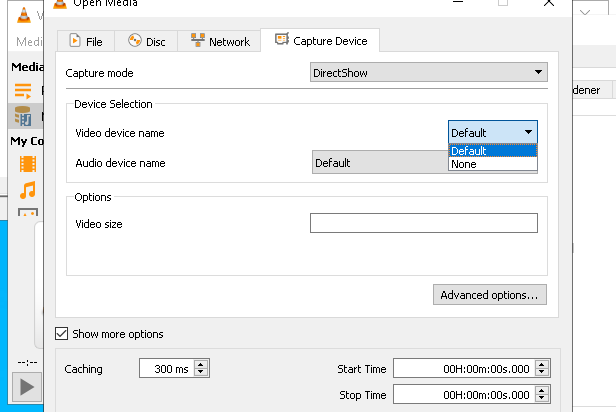 Open Media
Media
dener
File
Disc
Network
Capture Device
Media
Capture mode
DirectShow
Device Selection
Video device name
Default
Default
None
My Co
Audio device name
Default
Options
Video size
Advanced options...
Show more options
--:--
Caching
300 ms
Start Time
00H:00m:00s.000
Stop Time
00H:00m:00s.000